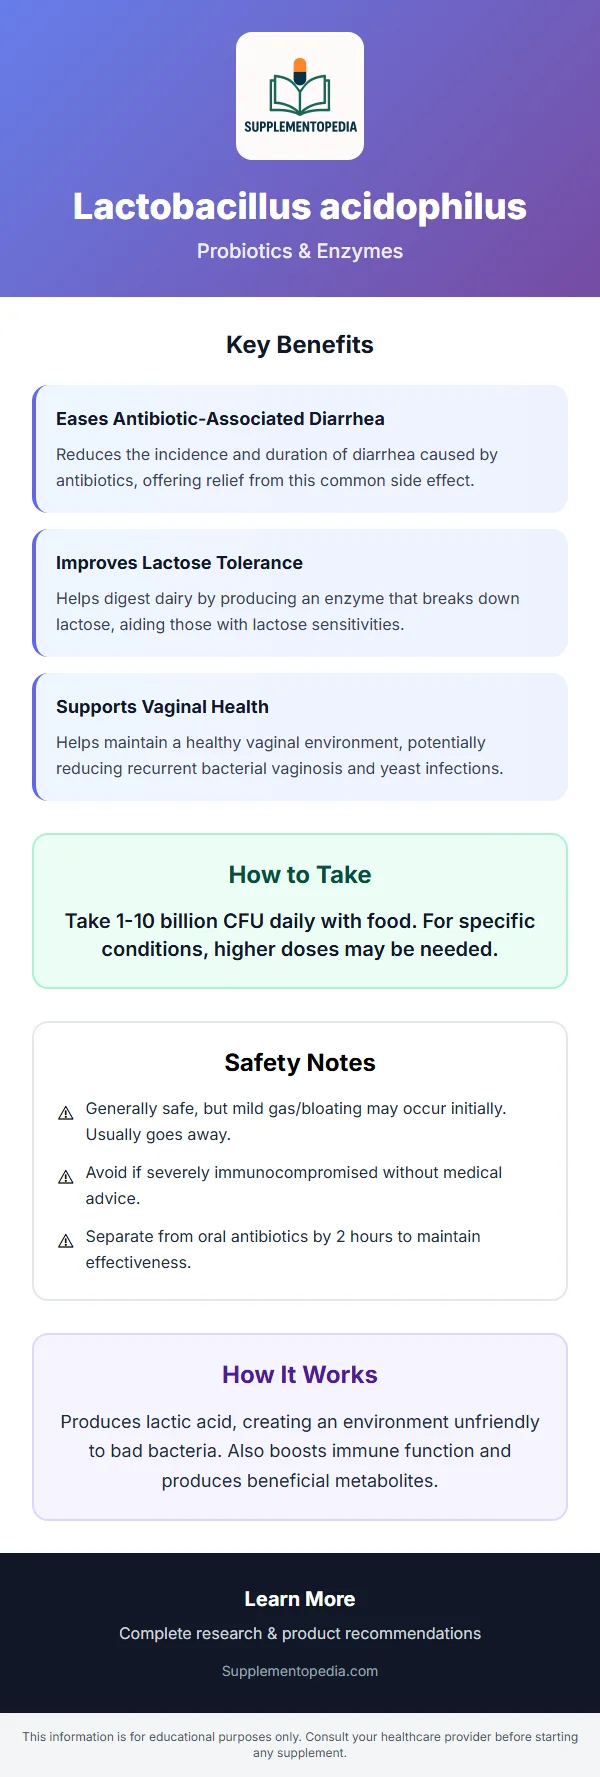 SUPPLEMENTOPEDIA
Lactobacillus acidophilus
Probiotics & Enzymes
Key Benefits
Eases Antibiotic-Associated Diarrhea
Reduces the incidence and duration of diarrhea caused by
antibiotics, offering relief from this common side effect.
Improves Lactose Tolerance
Helps digest dairy by producing an enzyme that breaks down
lactose, aiding those with lactose sensitivities.
Supports Vaginal Health
Helps maintain a healthy vaginal environment, potentially
reducing recurrent bacterial vaginosis and yeast infections.
How to Take
Take 1-10 billion CFU daily with food. For specific
conditions, higher doses may be needed.
Safety Notes
Generally safe, but mild gas/bloating may occur initially.
Usually goes away.
Avoid if severely immunocompromised without medical
advice.
Separate from oral antibiotics by 2 hours to maintain
effectiveness.
How It Works
Produces lactic acid, creating an environment unfriendly
to bad bacteria. Also boosts immune function and
produces beneficial metabolites.
Learn More
Complete research & product recommendations
Supplementopedia.com
This information is for educational purposes only. Consult your healthcare provider before starting
any supplement.